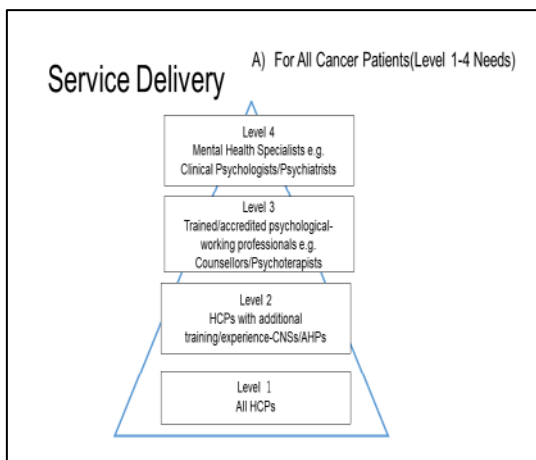 A) For All Cancer Patients(Level 1-4 Needs)
Service Delivery
Level 4
Mental Health Specialists e.g.
Clinical Psychologists/Psychiatrists
Level 3
Trained/accredited psychological-
working professionals e.g.
Counsellors/Psychoterapists
Level 2
HCPs with additional
training/experience-CNSs/AHPs
Level 1
All HCPs